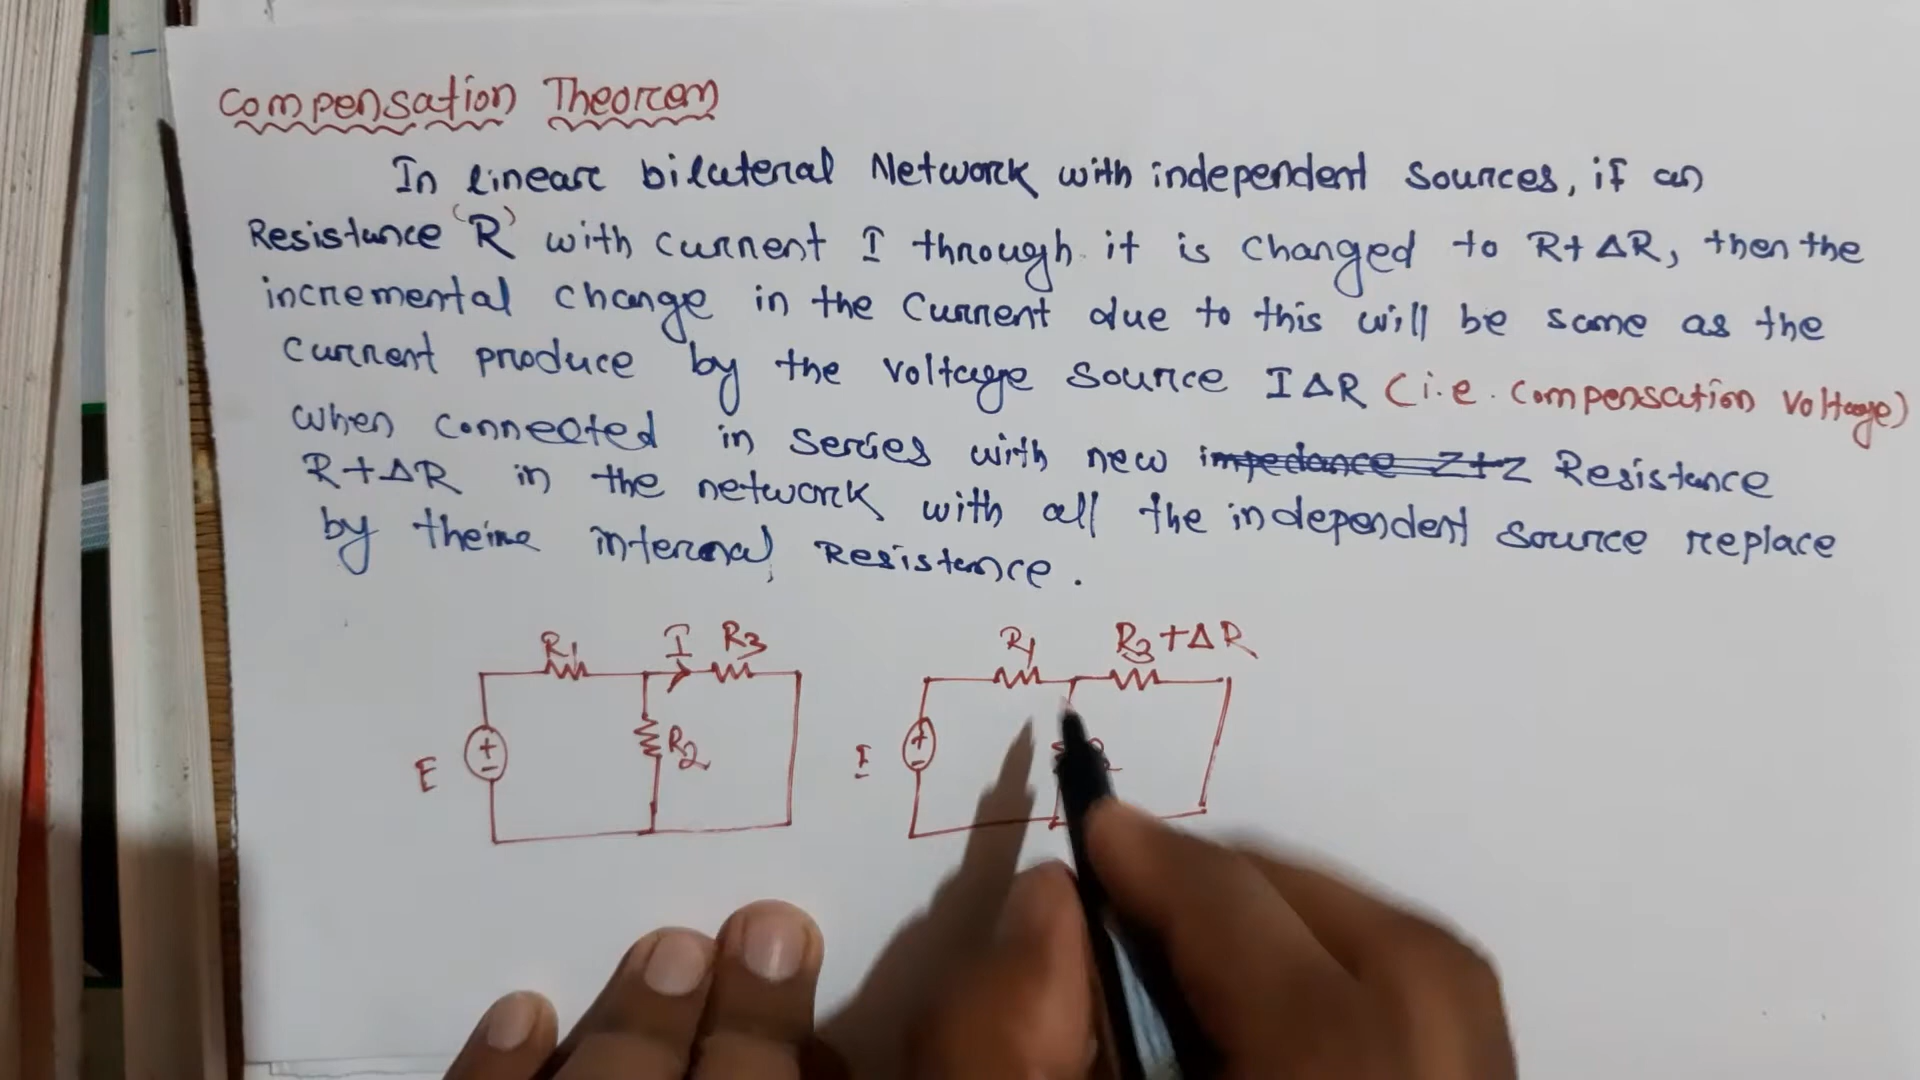 Compensation Theorem
In linear bilateral Network with independent Sources, if an
Resistance 'R' with current I through it is changed to R+ΔR, then the
incremental change in the current due to this will be same as the
current produce by the voltage source IΔR (i.e. compensation voltage)
when connected in series with new impedance Z+Z Resistance
R+ΔR in the network with all the independent source replace
by theire internal Resistance.
R1 I R3
R2
E
R1 R3+ΔR
E